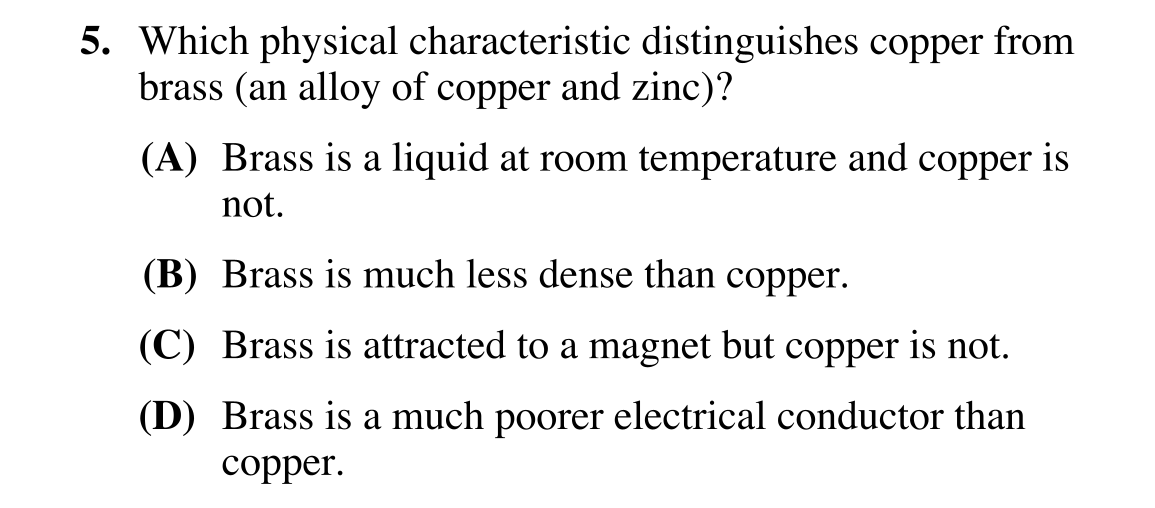 5. Which physical characteristic distinguishes copper from
brass (an alloy of copper and zinc)?
(A) Brass is a liquid at room temperature and copper is
not.
(B) Brass is much less dense than copper.
(C) Brass is attracted to a magnet but copper is not.
(D) Brass is a much poorer electrical conductor than
copper.